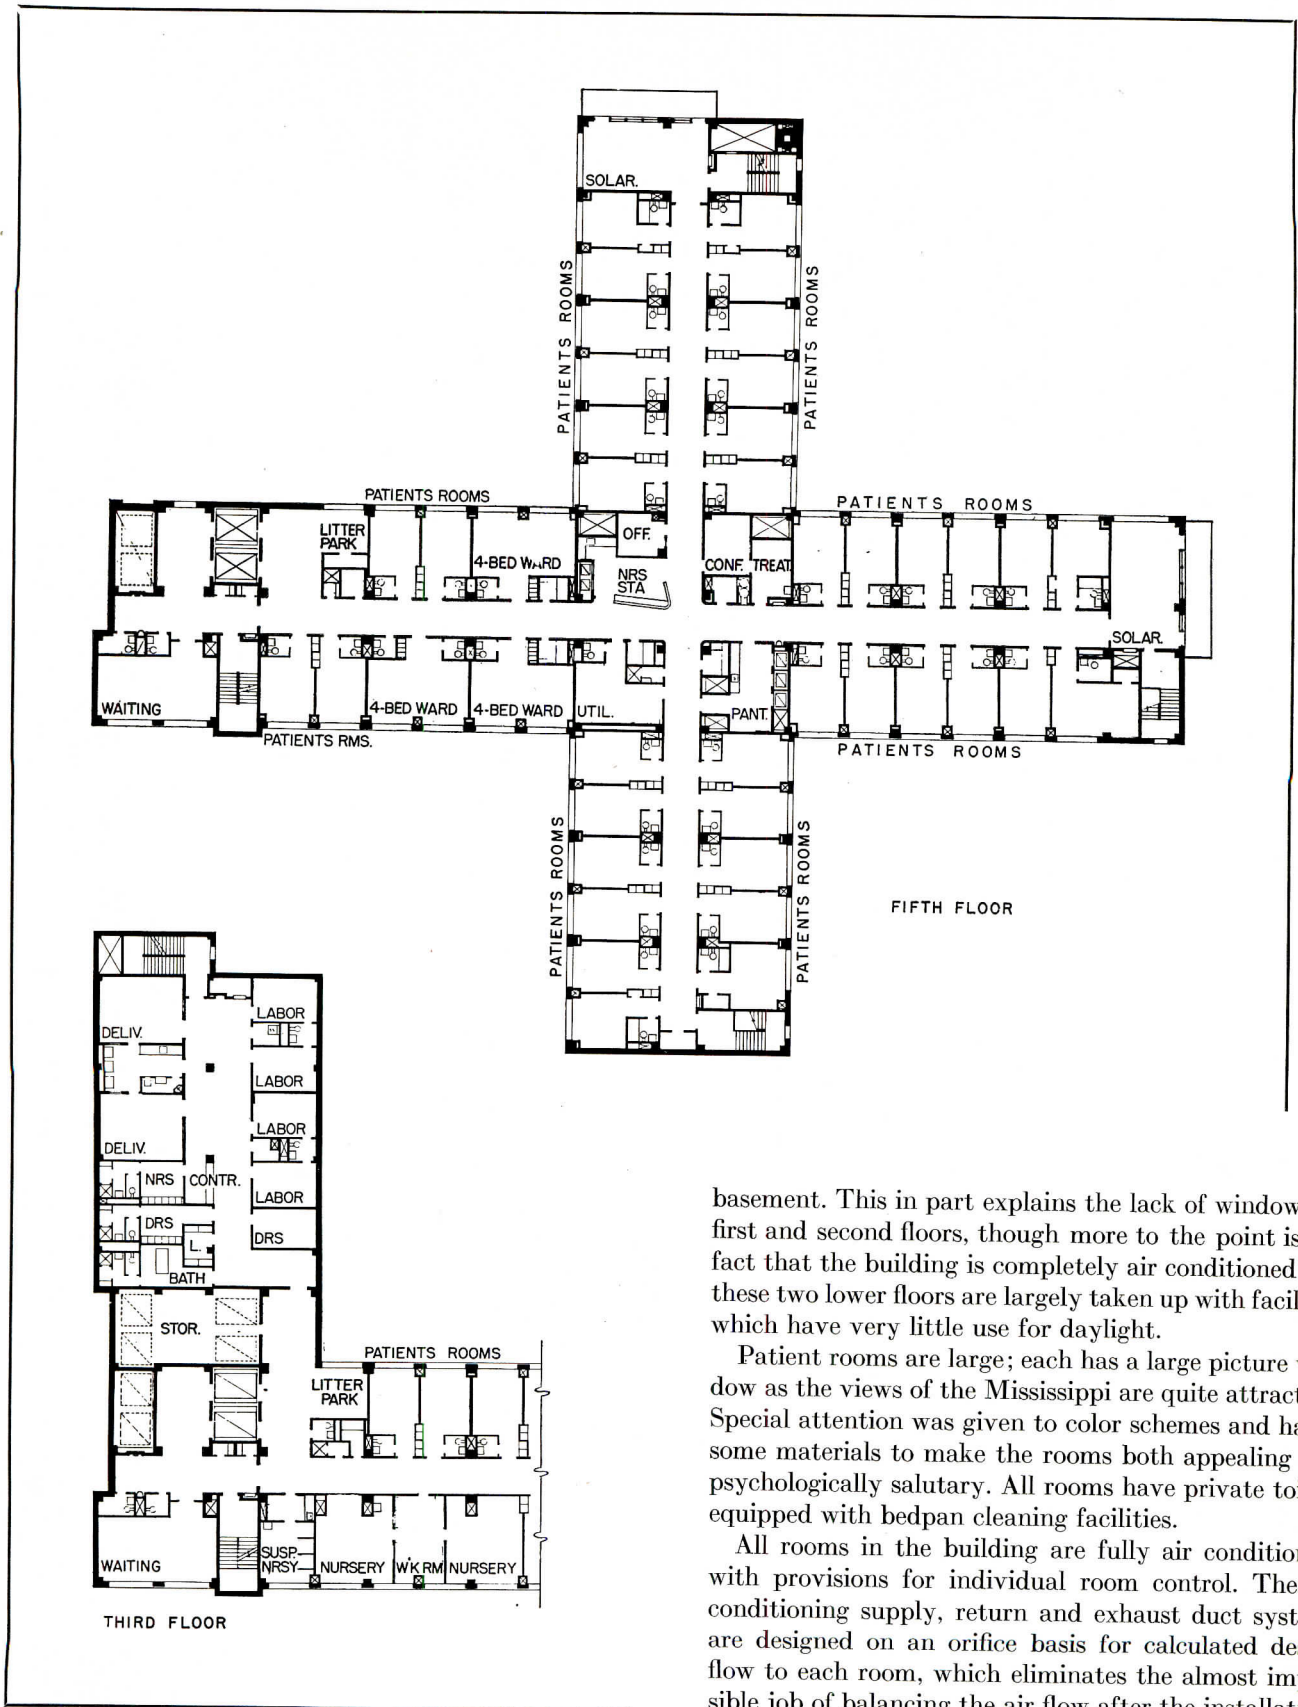 SOLAR.
PATIENTS ROOMS
PATIENTS ROOMS
PATIENTS ROOMS
PATIENTS ROOMS
LITTER
PARK
4-BED WARD
OFF.
NRS
STA
CONF.
TREAT.
SOLAR.
WAITING
4-BED WARD
4-BED WARD
UTIL.
PANT.
PATIENTS RMS.
PATIENTS ROOMS
PATIENTS ROOMS
PATIENTS ROOMS
FIFTH FLOOR
DELIV.
LABOR
LABOR
LABOR
DELIV.
NRS
CONTR.
LABOR
DRS
L.
DRS
BATH
STOR.
PATIENTS ROOMS
LITTER
PARK
WAITING
SUSP.
NRSY
NURSERY
WK RM
NURSERY
THIRD FLOOR
basement. This in part explains the lack of window
first and second floors, though more to the point is
fact that the building is completely air conditioned
these two lower floors are largely taken up with facil
which have very little use for daylight.
Patient rooms are large; each has a large picture
dow as the views of the Mississippi are quite attract
Special attention was given to color schemes and ha
some materials to make the rooms both appealing
psychologically salutary. All rooms have private to
equipped with bedpan cleaning facilities.
All rooms in the building are fully air condition
with provisions for individual room control. The
conditioning supply, return and exhaust duct syst
are designed on an orifice basis for calculated de
flow to each room, which eliminates the almost im
sible job of balancing the air flow after the installat